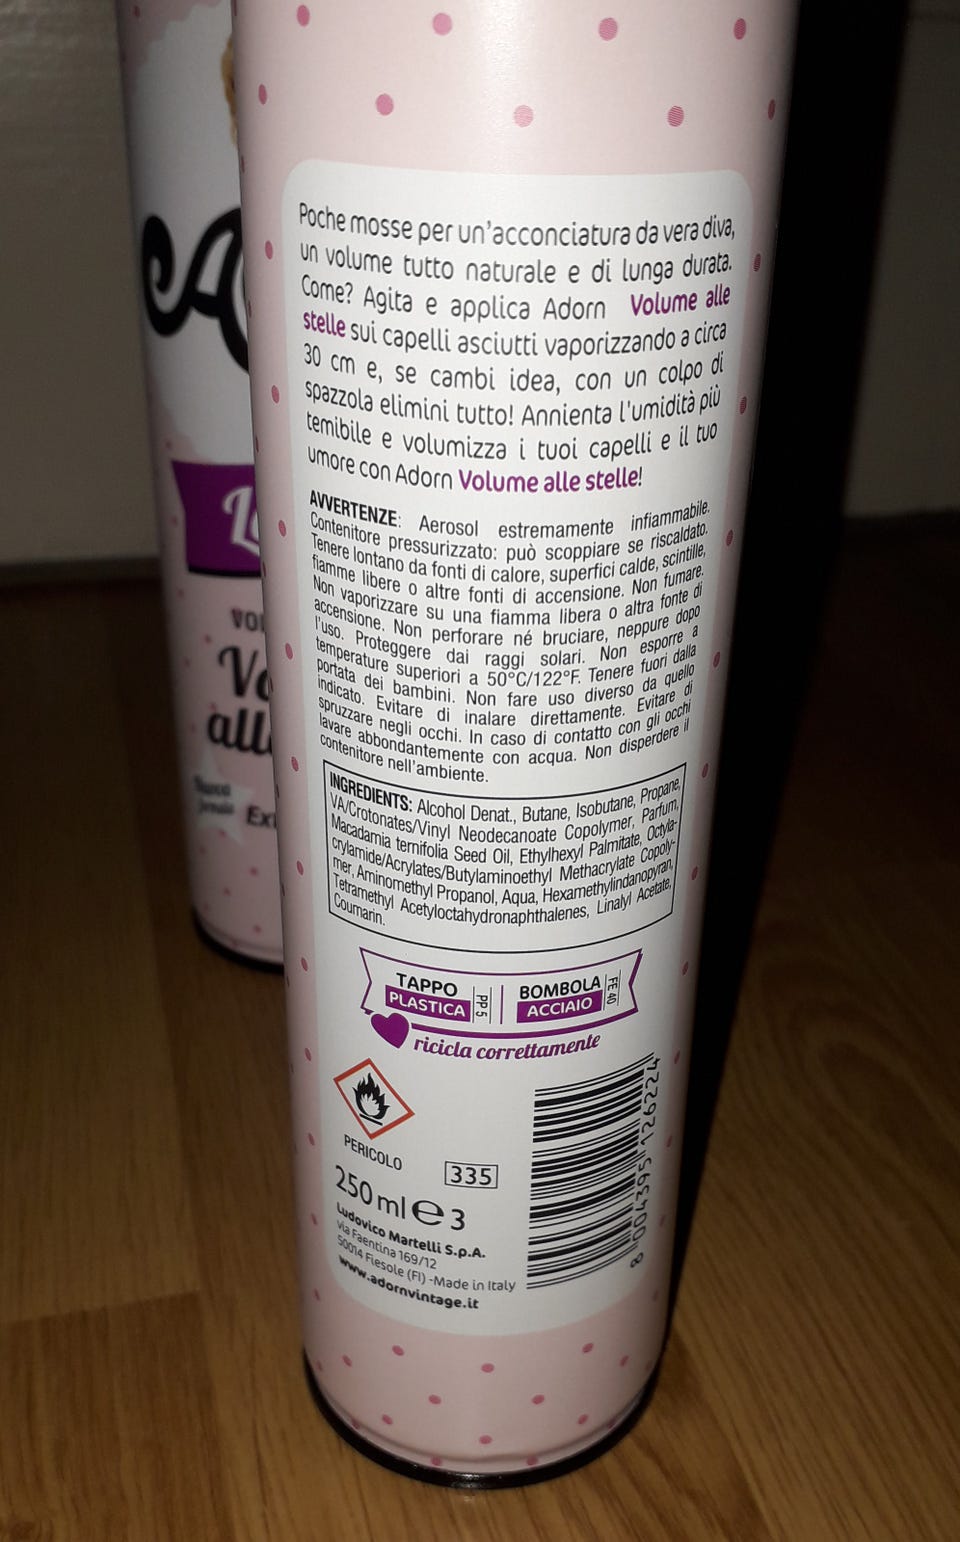 Poche mosse per un'acconciatura da vera diva,
un volume tutto naturale e di lunga durata.
Come? Agita e applica Adorn Volume alle
stelle sui capelli asciutti vaporizzando a circa
30 cm e, se cambi idea, con un colpo di
spazzola elimini tutto! Annienta l'umidità più
temibile e volumizza i tuoi capelli e il tuo
umore con Adorn Volume alle stelle!
AVVERTENZE: Aerosol estremamente infiammabile.
Contenitore pressurizzato: può scoppiare se riscaldato.
Tenere lontano da fonti di calore, superfici calde, scintille,
fiamme libere o altre fonti di accensione. Non fumare.
Non vaporizzare su una fiamma libera o altra fonte di
accensione. Non perforare né bruciare, neppure dopo
l'uso. Proteggere dai raggi solari. Non esporre a
temperature superiori a 50°C/122°F. Tenere fuori dalla
portata dei bambini. Non fare uso diverso da quello
indicato. Evitare di inalare direttamente. Evitare di
spruzzare negli occhi. In caso di contatto con gli occhi
lavare abbondantemente con acqua. Non disperdere il
contenitore nell'ambiente.
INGREDIENTS: Alcohol Denat., Butane, Isobutane, Propane,
VA/Crotonates/Vinyl Neodecanoate Copolymer, Parfum,
Macadamia ternifolia Seed Oil, Ethylhexyl Palmitate, Octyla-
crylamide/Acrylates/Butylaminoethyl Methacrylate Copoly-
mer, Aminomethyl Propanol, Aqua, Hexamethylindanopyran,
Tetramethyl Acetyloctahydronaphthalenes, Linalyl Acetate,
Coumarin.
TAPPO
PLASTICA
PP 5
BOMBOLA
ACCIAIO
FE 40
ricicla correttamente
PERICOLO
335
250 ml e 3
Ludovico Martelli S.p.A.
via Faentina 169/12
50014 Fiesole (FI) -Made in Italy
www.adornvintage.it
8 004395 126224
all